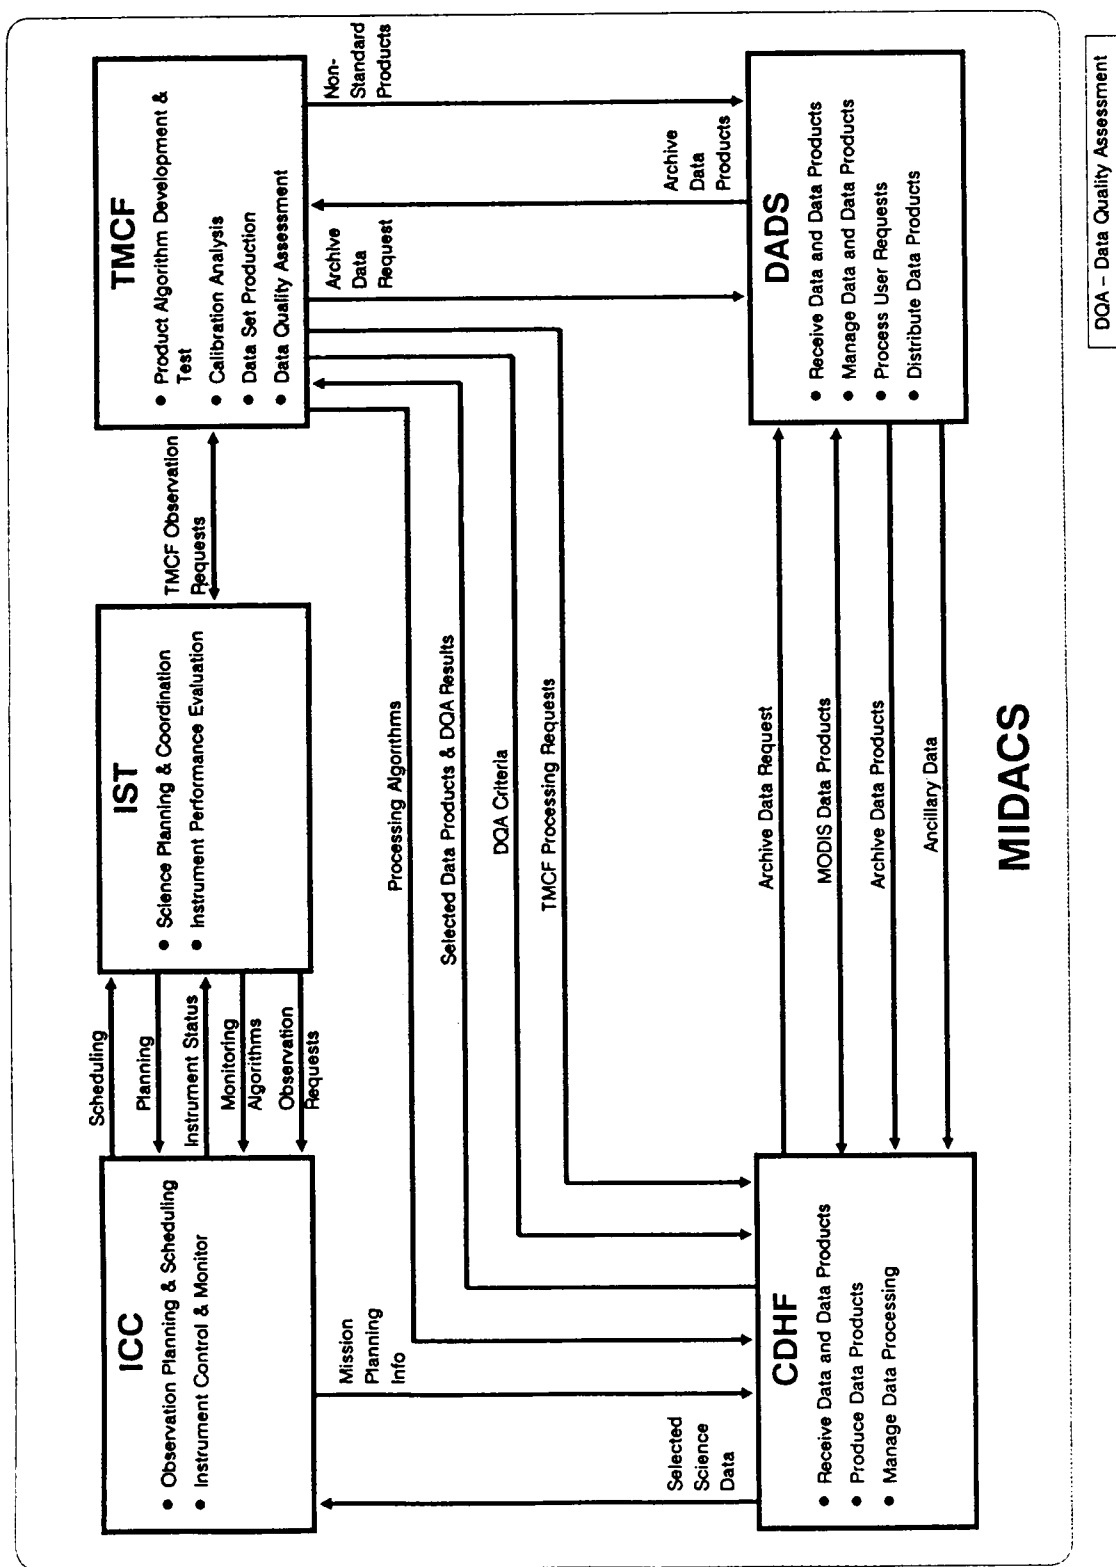 ICC
● Observation Planning & Scheduling
● Instrument Control & Monitor
Scheduling
Planning
Instrument Status
Monitoring
Algorithms
Observation
Requests
IST
● Science Planning & Coordination
● Instrument Performance Evaluation
TMCF Observation
Requests
TMCF
● Product Algorithm Development &
Test
● Calibration Analysis
● Data Set Production
● Data Quality Assessment
Mission
Planning
Info
Selected
Science
Data
Processing Algorithms
Selected Data Products & DQA Results
DQA Criteria
TMCF Processing Requests
Archive
Data
Request
Archive
Data
Products
Non-
Standard
Products
CDHF
● Receive Data and Data Products
● Produce Data Products
● Manage Data Processing
Archive Data Request
MODIS Data Products
Archive Data Products
Ancillary Data
DADS
● Receive Data and Data Products
● Manage Data and Data Products
● Process User Requests
● Distribute Data Products
MIDACS
DQA – Data Quality Assessment